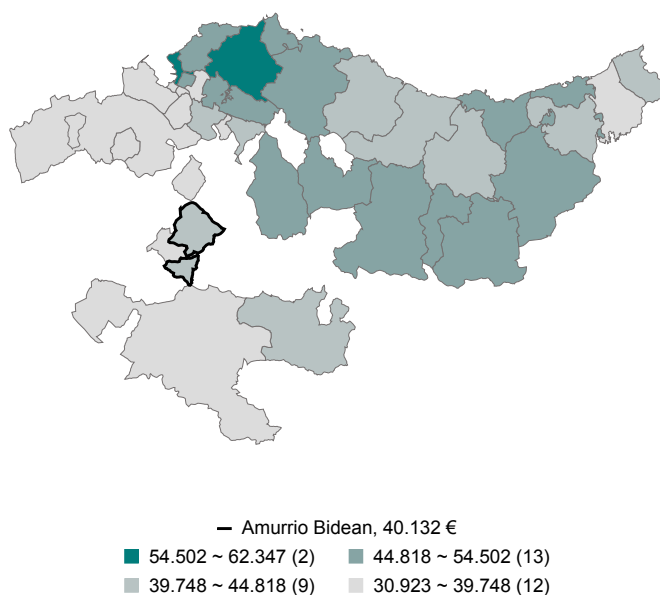 Amurrio Bidean, 40.132 €
54.502 ~ 62.347 (2) 44.818 ~ 54.502 (13)
39.748 ~ 44.818 (9) 30.923 ~ 39.748 (12)